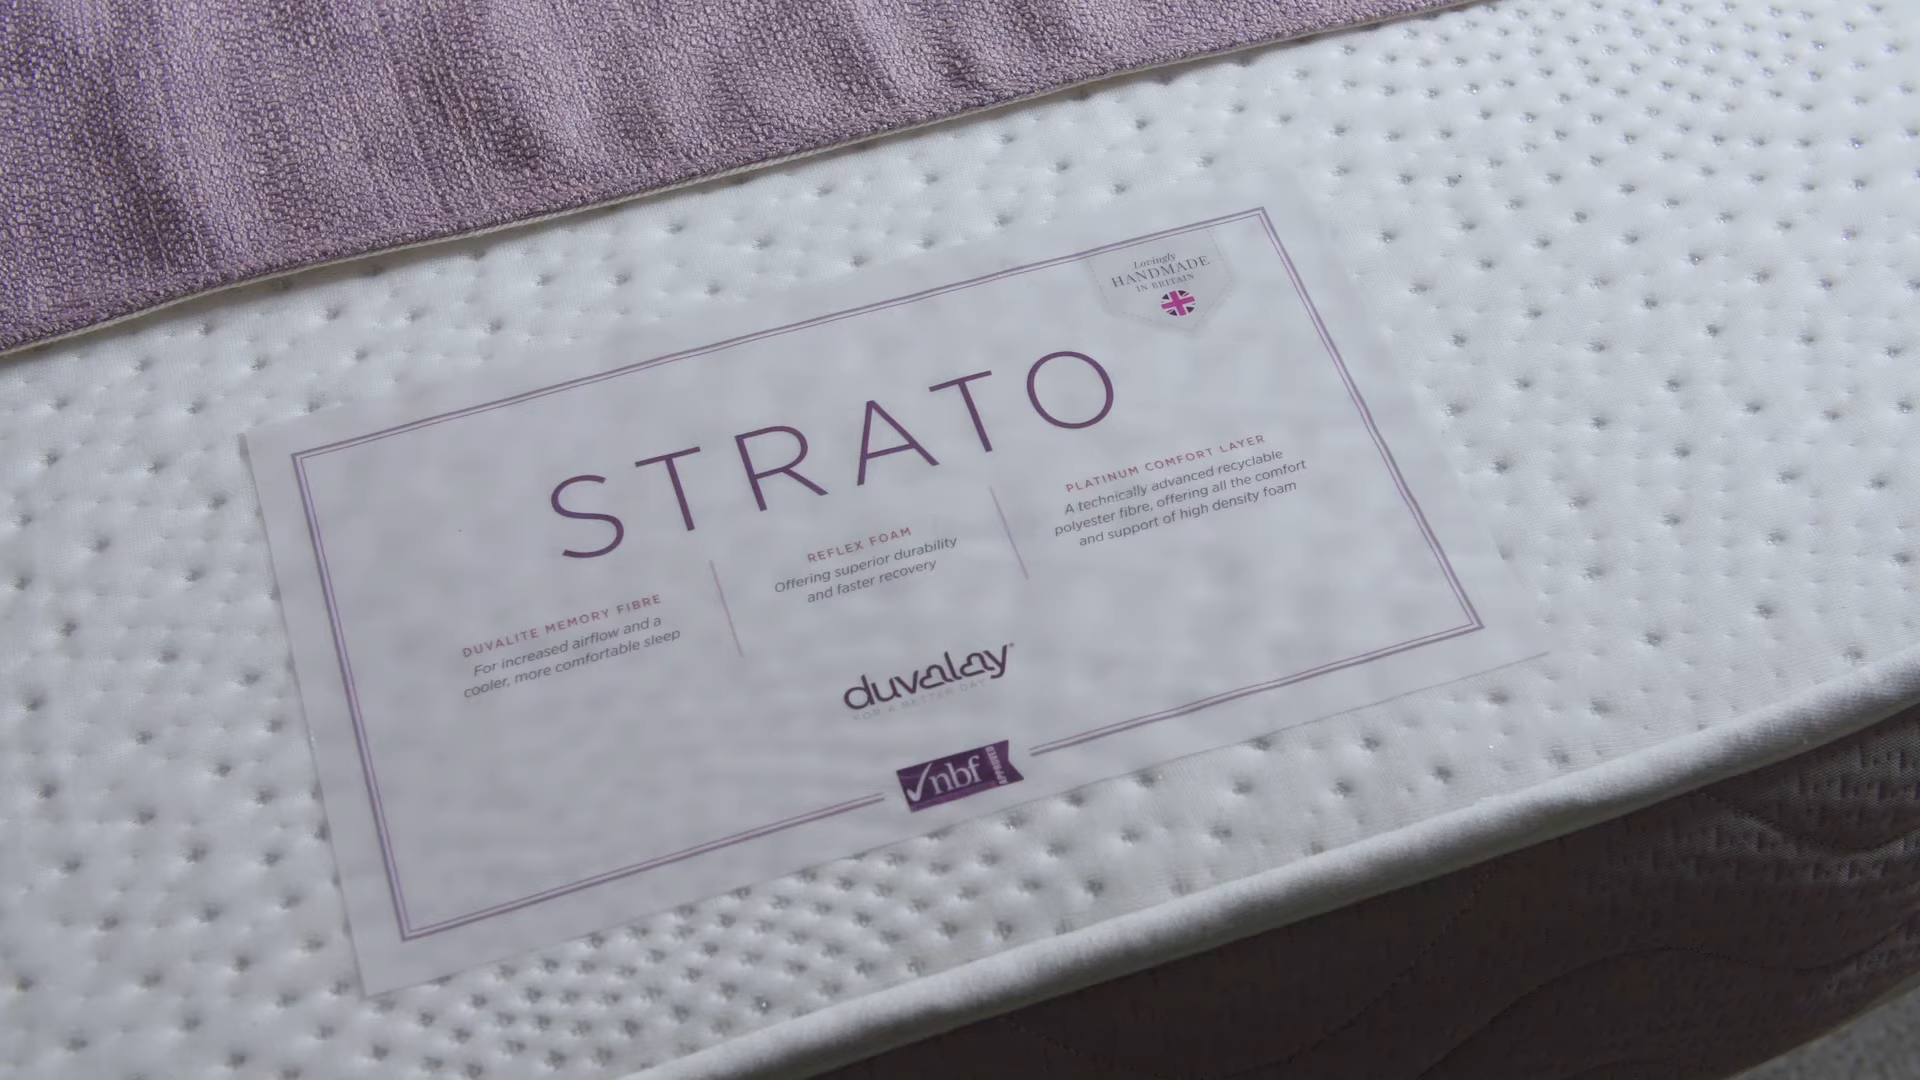 Lovingly
HANDMADE
IN BRITAIN
STRATO
DUVALITE MEMORY FIBRE
For increased airflow and a
cooler, more comfortable sleep
REFLEX FOAM
Offering superior durability
and faster recovery
PLATINUM COMFORT LAYER
A technically advanced recyclable
polyester fibre, offering all the comfort
and support of high density foam
duvalay®
FOR A BETTER DAY
nbf
APPROVED